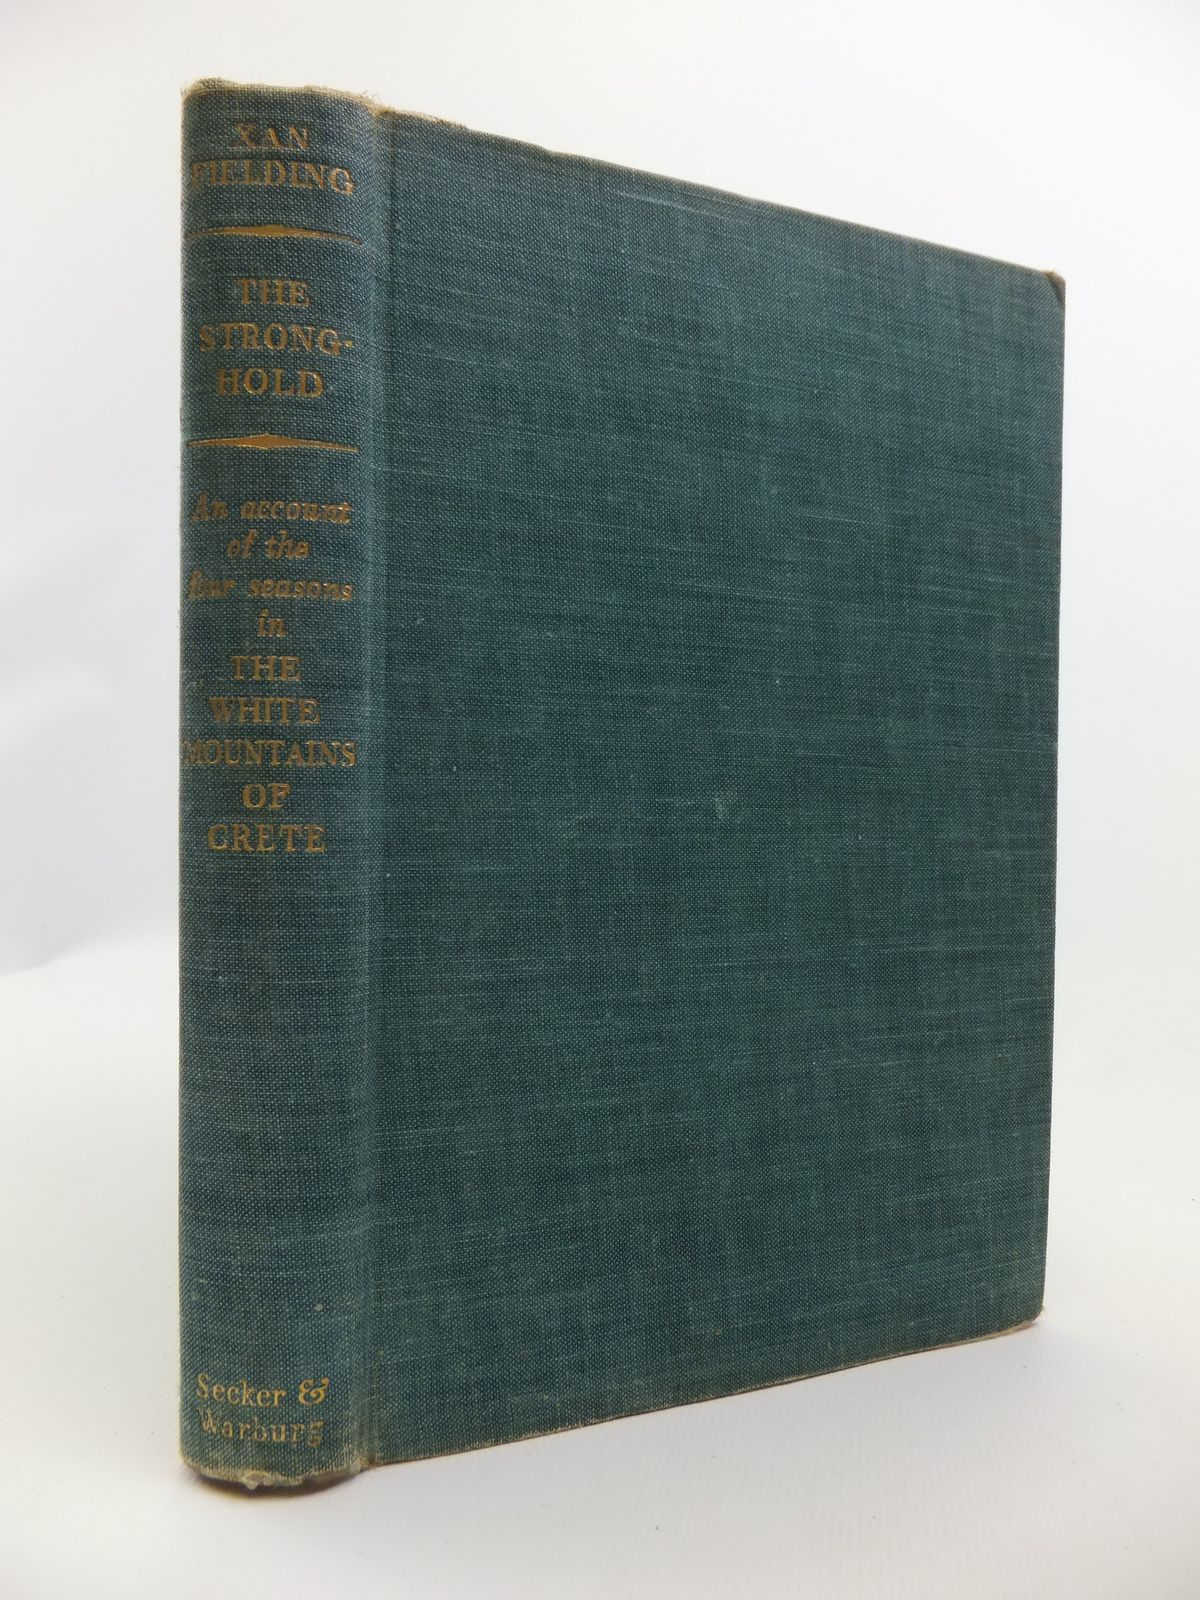 XAN
FIELDING
THE
STRONG-
HOLD
An account
of the
four seasons
in
THE
WHITE
MOUNTAINS
OF
CRETE
Secker &
Warburg